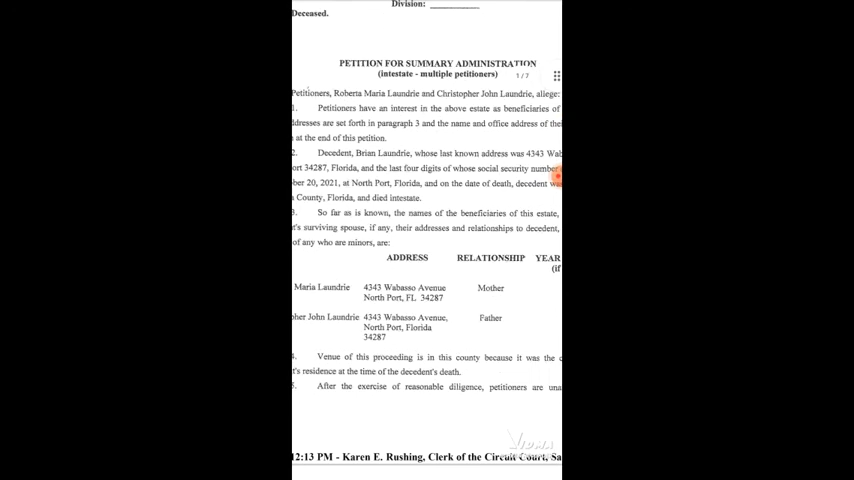 Division:
Deceased.
PETITION FOR SUMMARY ADMINISTRATION
(intestate - multiple petitioners)
1/7
Petitioners, Roberta Maria Laundrie and Christopher John Laundrie, allege:
1. Petitioners have an interest in the above estate as beneficiaries of
ddresses are set forth in paragraph 3 and the name and office address of thei
at the end of this petition.
2. Decedent, Brian Laundrie, whose last known address was 4343 Wab
ort 34287, Florida, and the last four digits of whose social security number
ber 20, 2021, at North Port, Florida, and on the date of death, decedent was
County, Florida, and died intestate.
3. So far as is known, the names of the beneficiaries of this estate,
t's surviving spouse, if any, their addresses and relationships to decedent,
of any who are minors, are:
ADDRESS RELATIONSHIP YEAR
(if
Maria Laundrie 4343 Wabasso Avenue Mother
North Port, FL 34287
pher John Laundrie 4343 Wabasso Avenue, Father
North Port, Florida
34287
4. Venue of this proceeding is in this county because it was the c
t's residence at the time of the decedent's death.
5. After the exercise of reasonable diligence, petitioners are una
12:13 PM - Karen E. Rushing, Clerk of the Circuit Court, Sa